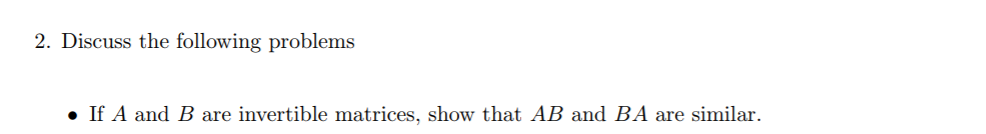 2. Discuss the following problems
• If A and B are invertible matrices, show that AB and BA are similar.